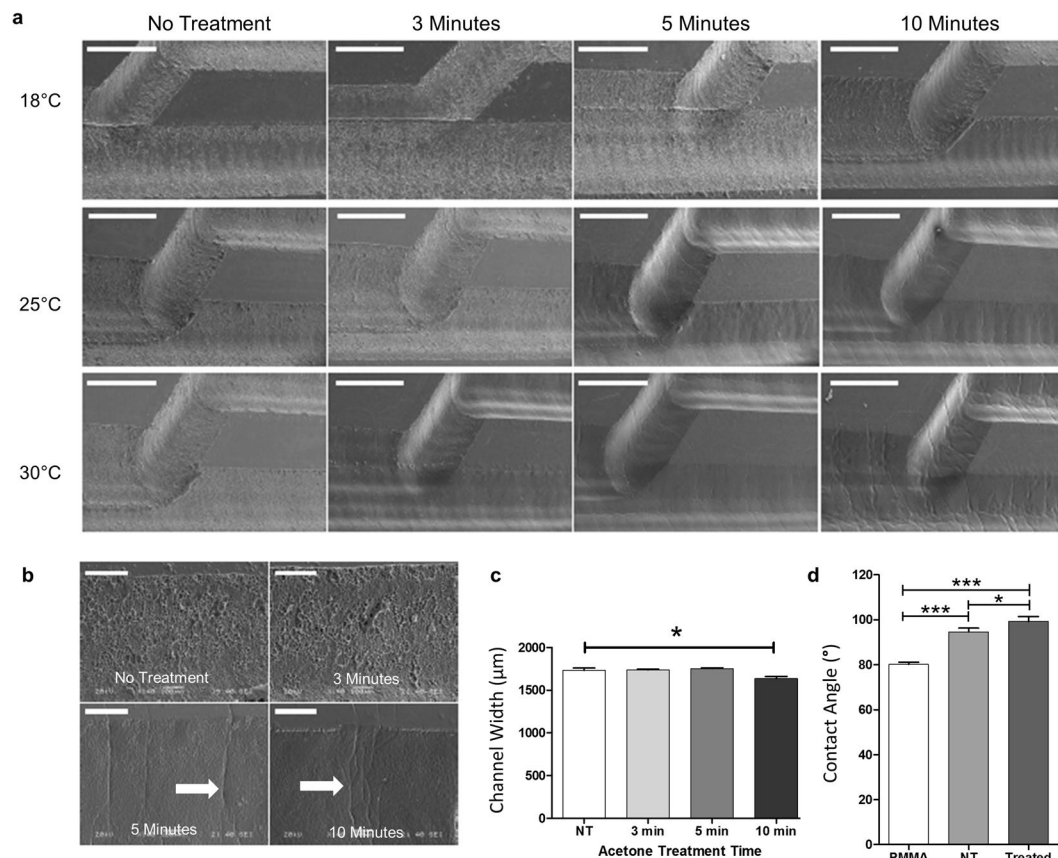 a
No Treatment 3 Minutes 5 Minutes 10 Minutes
18°C
25°C
30°C
b
No Treatment
3 Minutes
5 Minutes
10 Minutes
c
*
Channel Width (µm)
2000
1500
1000
500
0
NT 3 min 5 min 10 min
Acetone Treatment Time
d
***
*** *
Contact Angle (°)
120
100
80
60
40
20
0
PMMA NT Treated